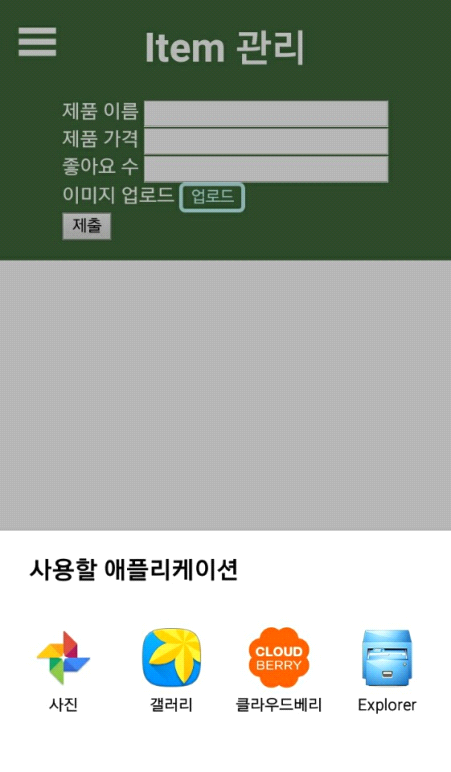 Item 관리
제품 이름
제품 가격
좋아요 수
이미지 업로드 업로드
제출
사용할 애플리케이션
CLOUD
BERRY
사진 갤러리 클라우드베리 Explorer